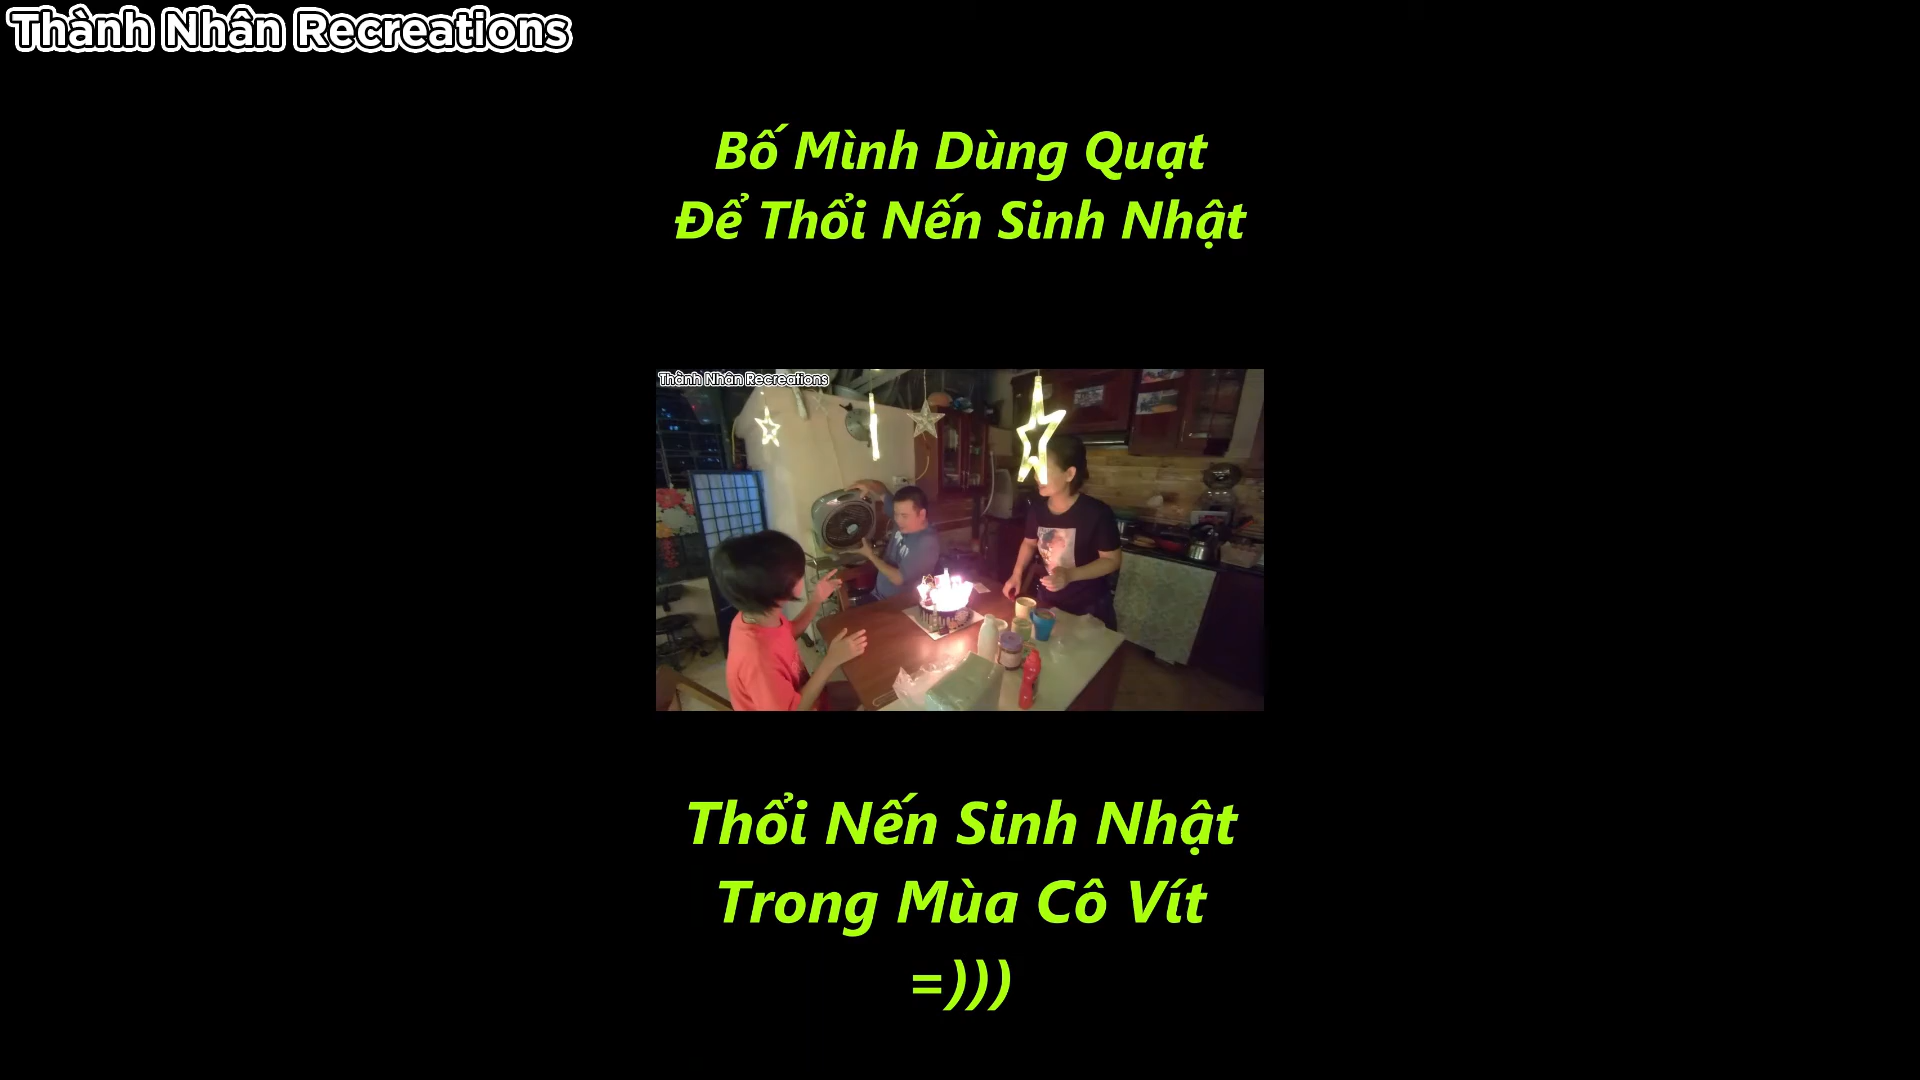 Thành Nhân Recreations
Bố Mình Dùng Quạt
Để Thổi Nến Sinh Nhật
Thành Nhân Recreations
Thổi Nến Sinh Nhật
Trong Mùa Cô Vít
=)))